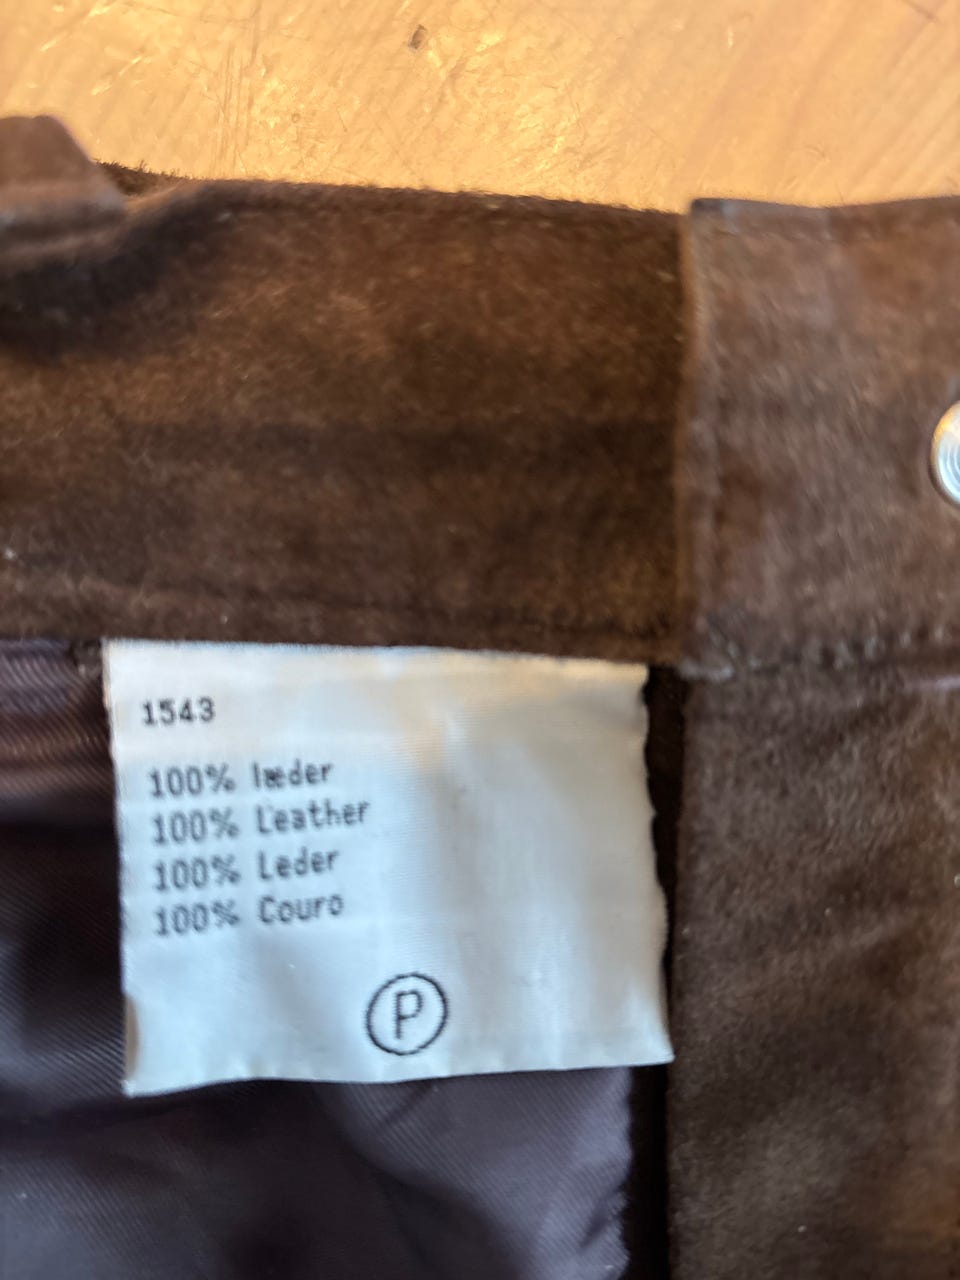 1543
100% læder
100% Leather
100% Leder
100% Couro
P